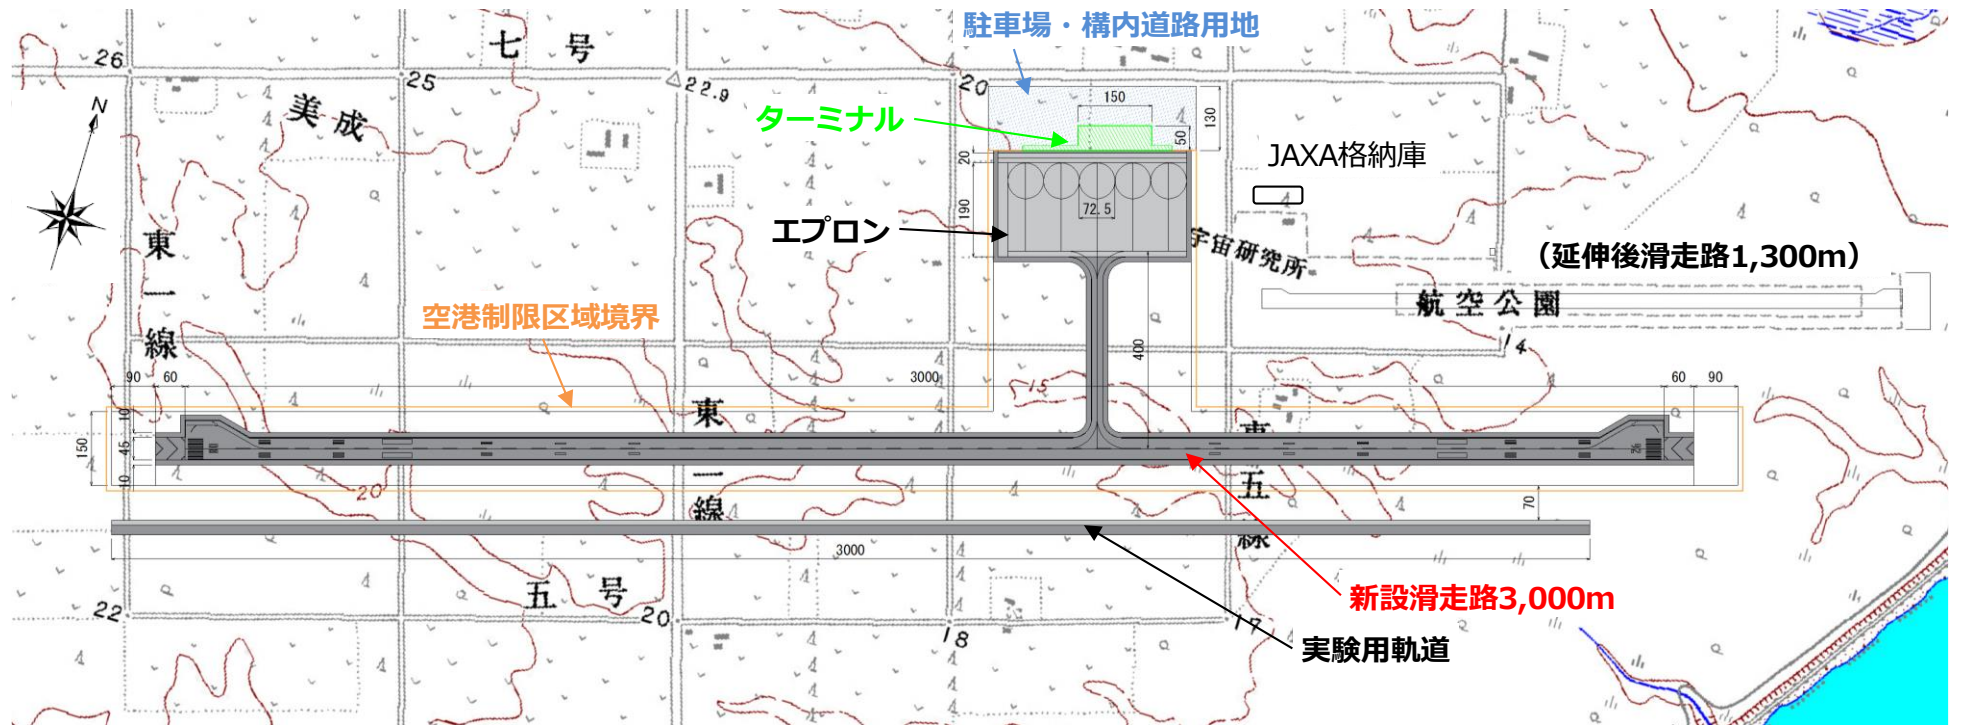 駐車場・構内道路用地
七号
26
25
22.9
20
N
美成
ターミナル
150
130
50
20
JAXA格納庫
190
72.5
エプロン
東一線
宇宙研究所
(延伸後滑走路1,300m)
航空公園
空港制限区域境界
14
400
90
60
3000
15
60
90
東一線
東五線
10
150
45
10
20
70
3000
五号
新設滑走路3,000m
22
20
18
17
実験用軌道